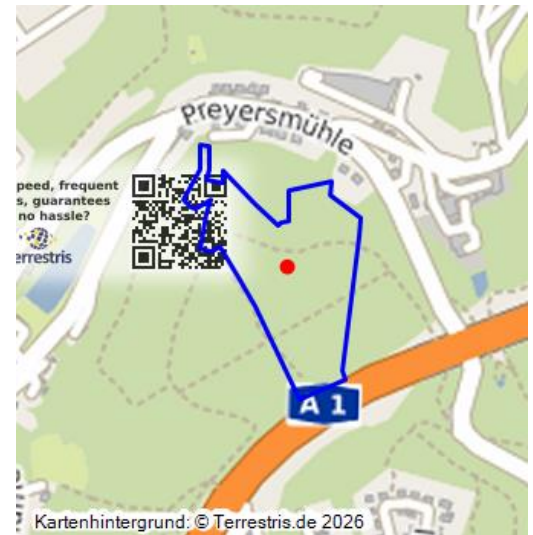 Preyersmühle
peed, frequent
s, guarantees
no hassle?
errestris
A 1
Kartenhintergrund: © Terrestris.de 2026